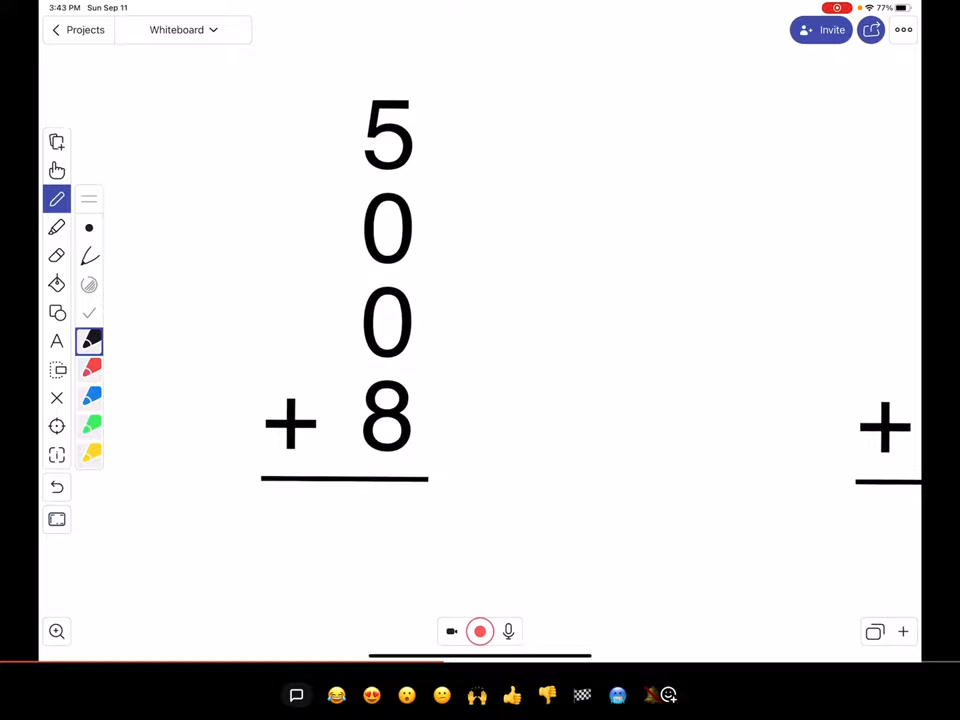 3:43 PM Sun Sep 11
77%
Projects
Whiteboard
Invite
5
0
0
+ 8
+
A
+